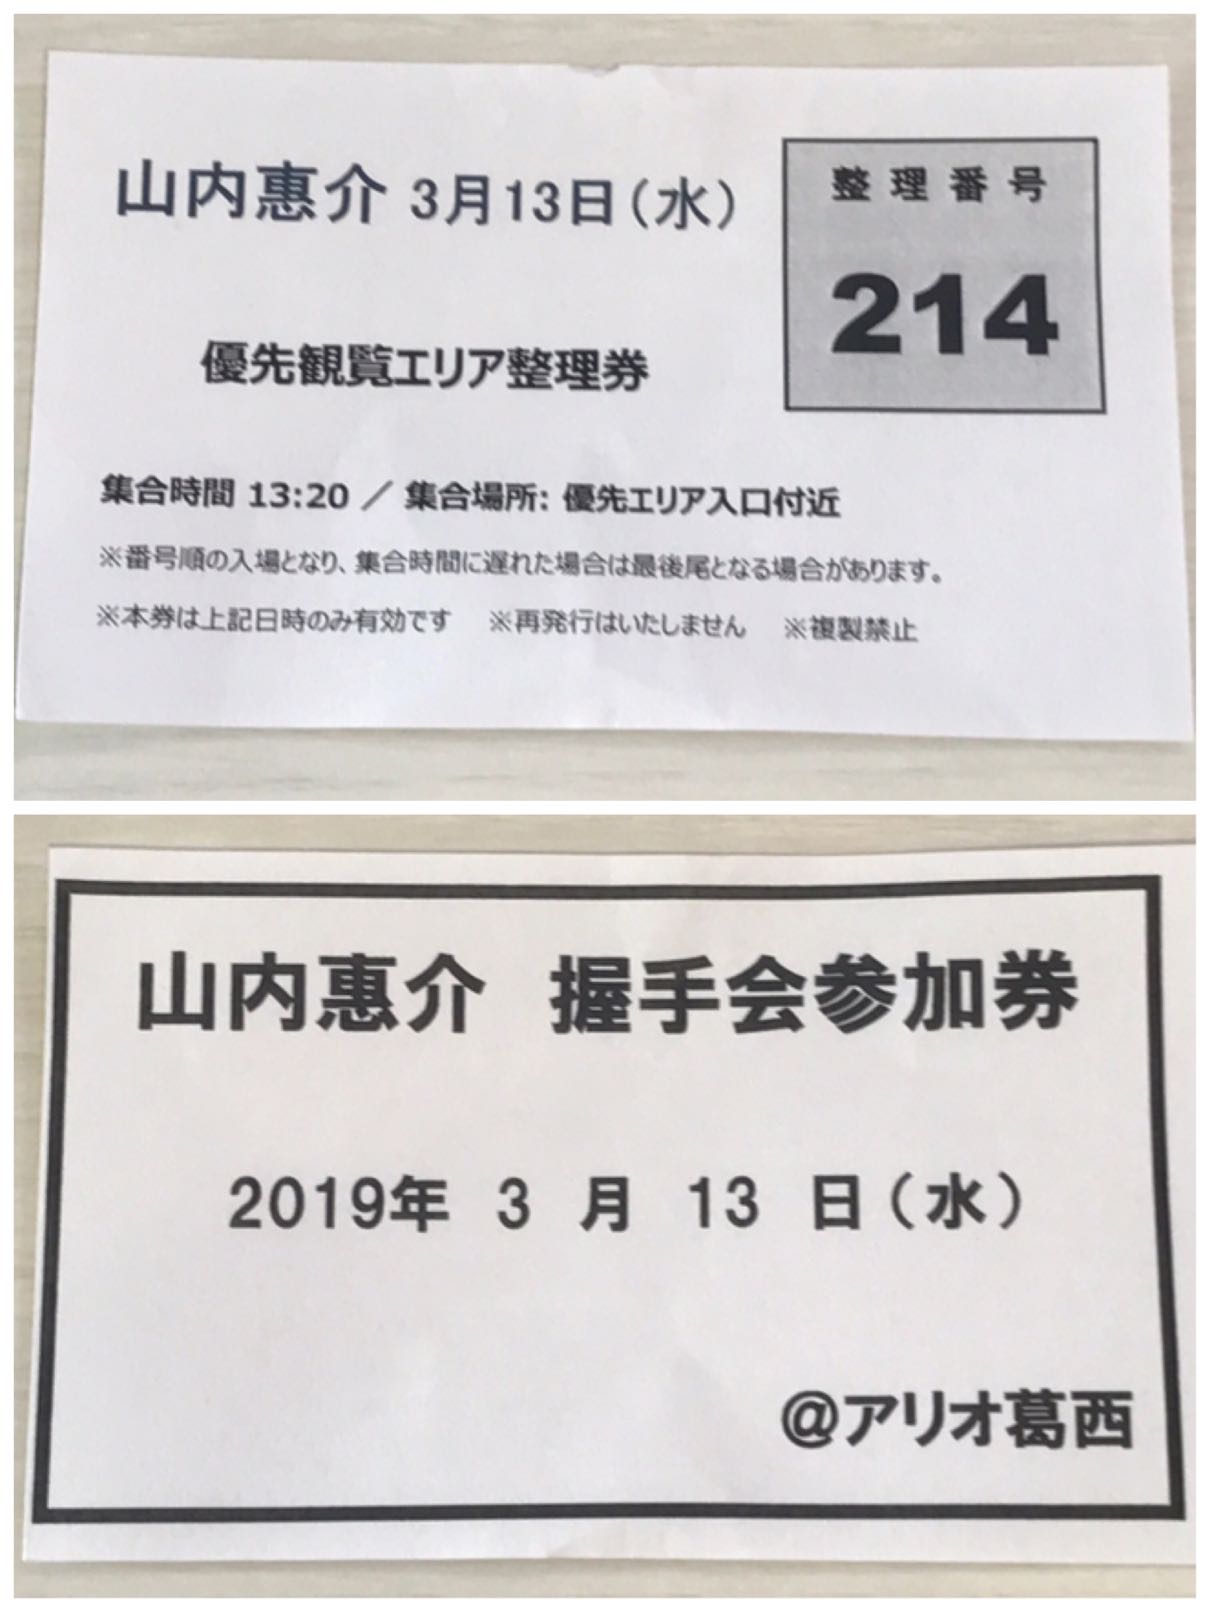 山内惠介 3月13日（水）
整理番号
214
優先観覧エリア整理券
集合時間 13:20 ／ 集合場所: 優先エリア入口付近
※番号順の入場となり、集合時間に遅れた場合は最後尾となる場合があります。
※本券は上記日時のみ有効です ※再発行はいたしません ※複製禁止
山内惠介 握手会参加券
2019年 3 月 13 日（水）
@アリオ葛西